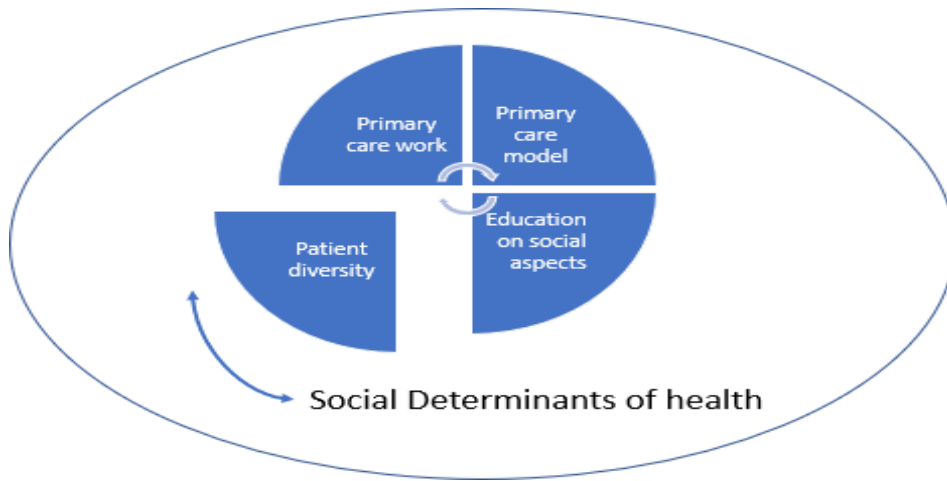 Primary
care work
Primary
care
model
Patient
diversity
Education
on social
aspects
Social Determinants of health